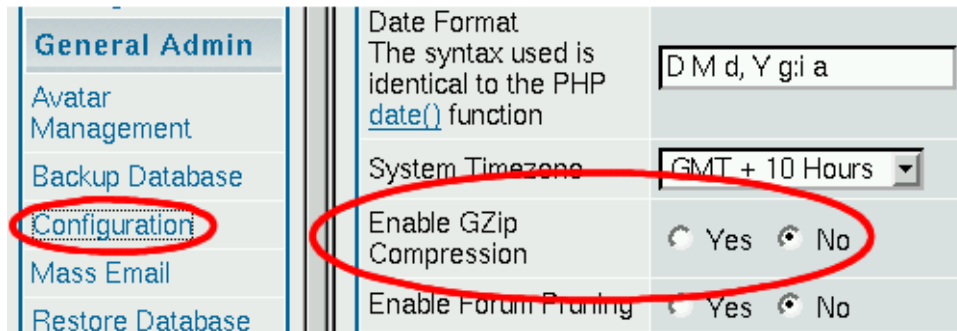 General Admin
Avatar
Management
Backup Database
Configuration
Mass Email
Restore Database
Date Format
The syntax used is
identical to the PHP
date() function
D M d, Y g:i a
System Timezone
GMT + 10 Hours
Enable GZip
Compression
Yes No
Enable Forum Pruning
Yes No